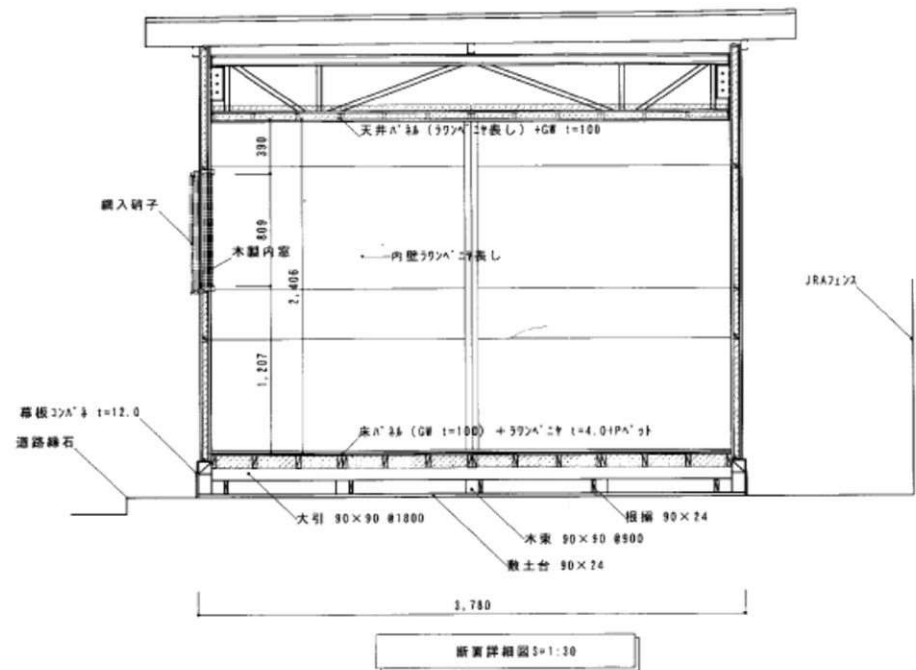 天井パネル (ラワンベニヤ表し) +GW t=100
390
網入硝子
809
木製内窓
内壁ラワンベニヤ表し
2,406
JRAフェンス
1,207
幕板コンパネ t=12.0
道路縁石
床パネル (GW t=100) +ラワンベニヤ t=4.0+Pペット
大引 90×90 @1800
根搦 90×24
木束 90×90 @900
敷土台 90×24
3,780
断面詳細図S=1:30